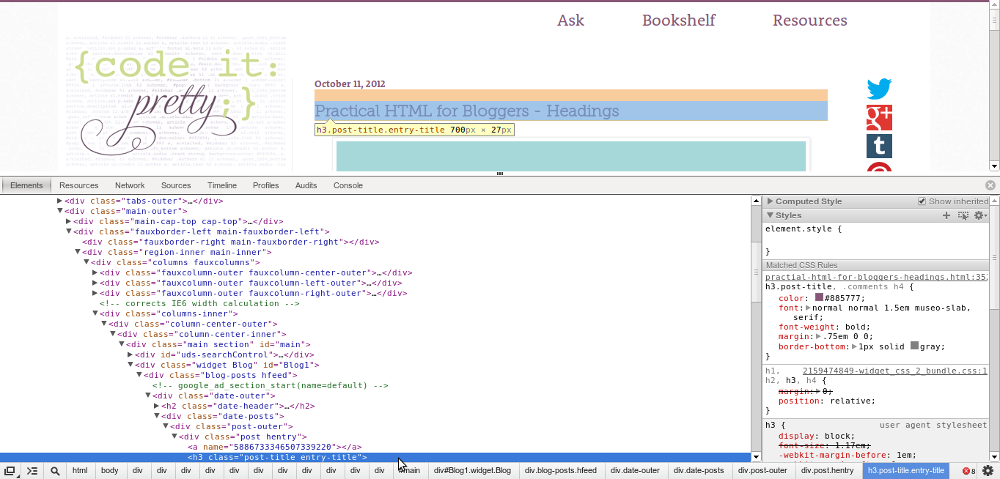 Ask Bookshelf Resources
{code it:
pretty;}
October 11, 2012
Practical HTML for Bloggers - Headings
h3.post-title.entry-title 700px × 27px
Elements Resources Network Sources Timeline Profiles Audits Console
▶<div class="tabs-outer">…</div>
▼<div class="main-outer">
▶<div class="main-cap-top cap-top">…</div>
▼<div class="fauxborder-left main-fauxborder-left">
<div class="fauxborder-right main-fauxborder-right"></div>
▼<div class="region-inner main-inner">
▼<div class="columns fauxcolumns">
▶<div class="fauxcolumn-outer fauxcolumn-center-outer">…</div>
▶<div class="fauxcolumn-outer fauxcolumn-left-outer">…</div>
▶<div class="fauxcolumn-outer fauxcolumn-right-outer">…</div>
<!-- corrects IE6 width calculation -->
▼<div class="columns-inner">
▼<div class="column-center-outer">
▼<div class="column-center-inner">
▼<div class="main section" id="main">
▶<div id="uds-searchControl">…</div>
▼<div class="widget Blog" id="Blog1">
▼<div class="blog-posts hfeed">
<!-- google_ad_section_start(name=default) -->
▼<div class="date-outer">
▶<h2 class="date-header">…</h2>
▼<div class="date-posts">
▼<div class="post-outer">
▼<div class="post hentry">
<a name="5886733346507339220"></a>
<h3 class="post-title entry-title">
▶ Computed Style Show inherited
▼ Styles
element.style {
}
Matched CSS Rules
practial-html-for-bloggers-headings.html:352
h3.post-title, .comments h4 {
color: #885777;
font:▶normal normal 1.5em museo-slab,
serif;
font-weight: bold;
margin:▶.75em 0 0;
border-bottom:▶1px solid gray;
}
h1, 2159474849-widget_css_2_bundle.css:1
h2, h3, h4 {
margin:▶ 0;
position: relative;
}
h3 { user agent stylesheet
display: block;
font-size: 1.17em;
-webkit-margin-before: 1em;
html body div div div div div div div div div div #main div#Blog1.widget.Blog div.blog-posts.hfeed div.date-outer div.date-posts div.post-outer div.post.hentry h3.post-title.entry-title 8